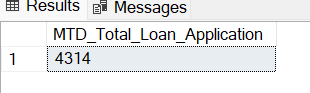 Results Messages
MTD_Total_Loan_Application
1 4314